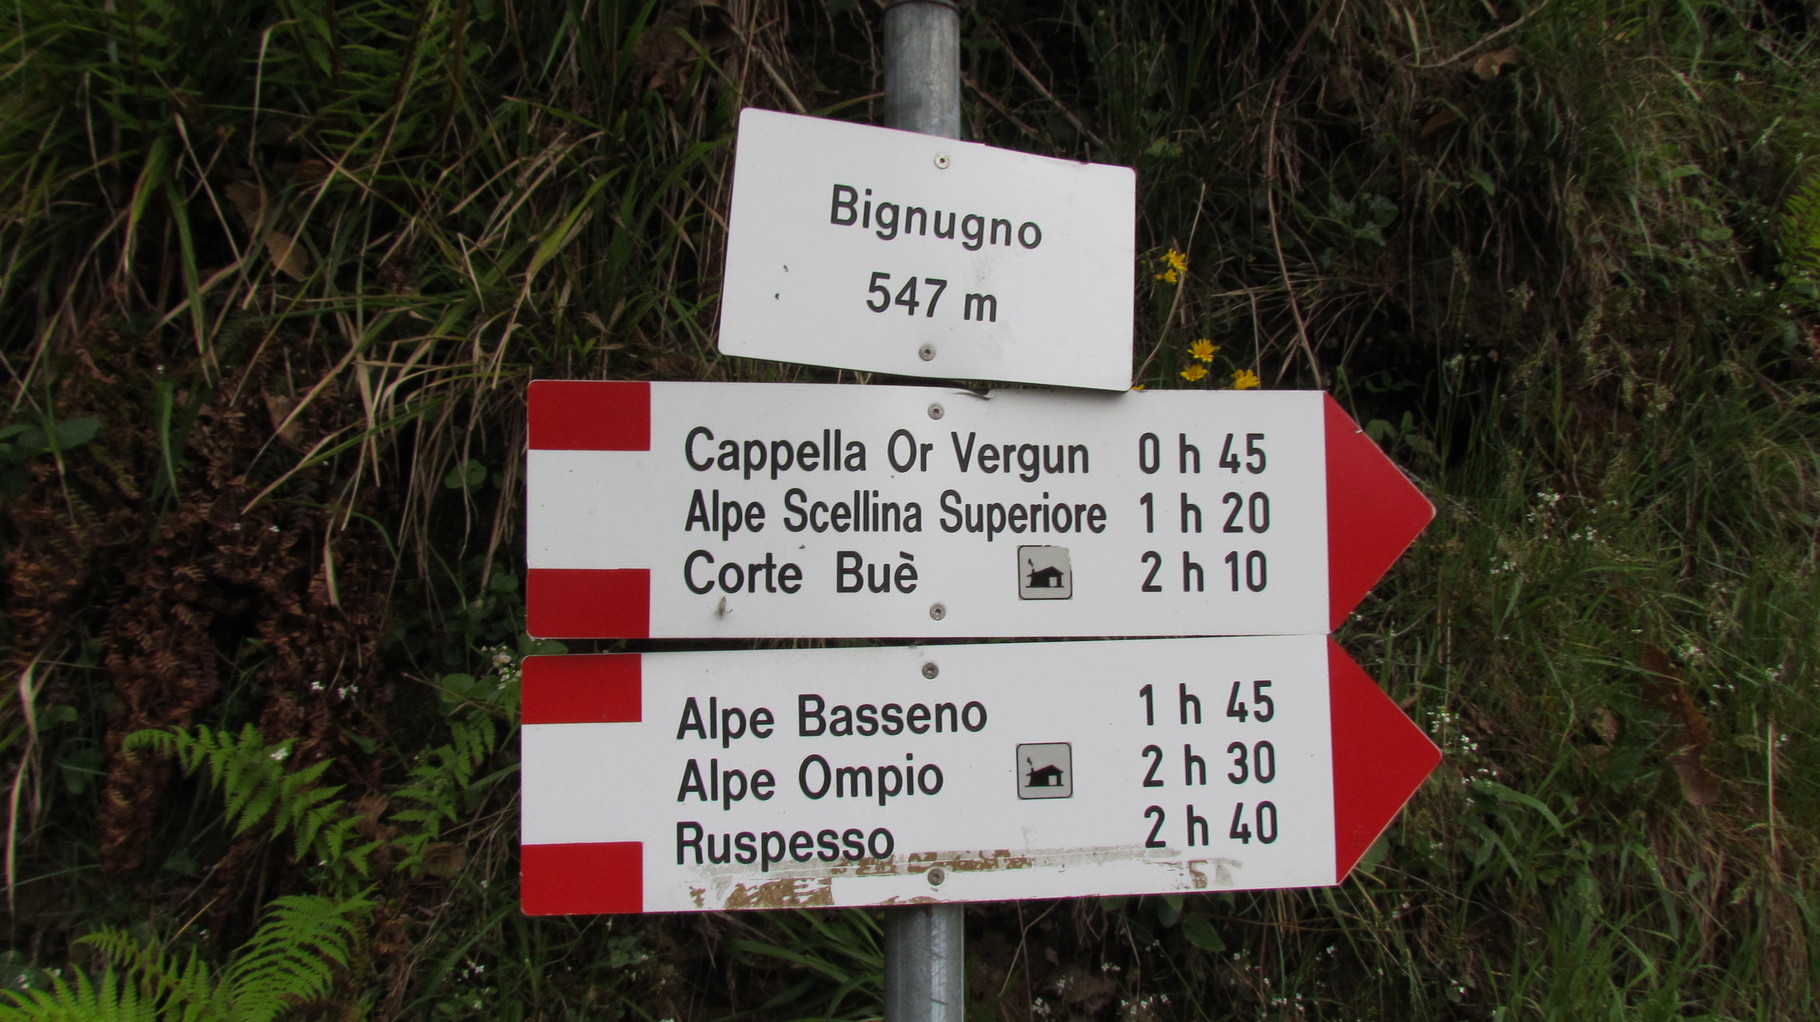 Bignugno
547 m
Cappella Or Vergun 0 h 45
Alpe Scellina Superiore 1 h 20
Corte Buè 2 h 10
Alpe Basseno 1 h 45
Alpe Ompio 2 h 30
Ruspesso 2 h 40